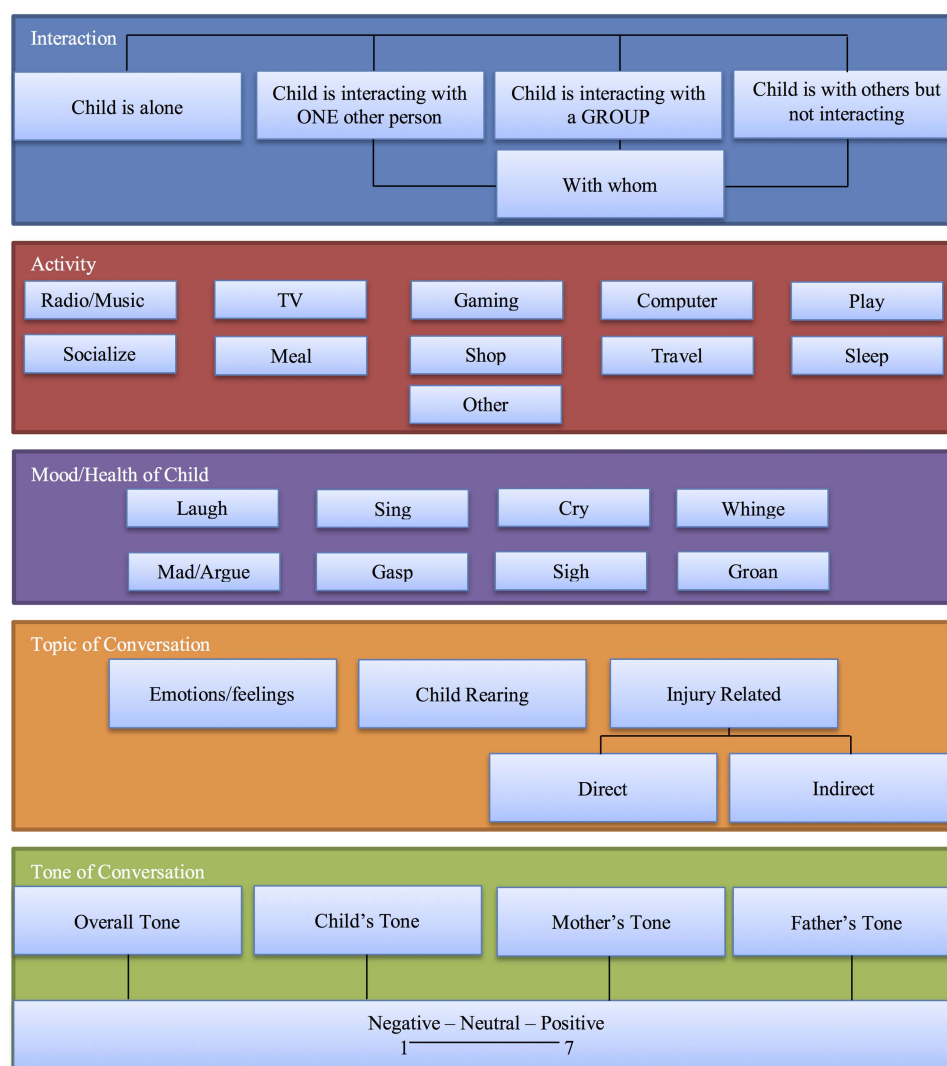 Interaction
Child is alone
Child is interacting with
ONE other person
Child is interacting with
a GROUP
Child is with others but
not interacting
With whom
Activity
Radio/Music
TV
Gaming
Computer
Play
Socialize
Meal
Shop
Travel
Sleep
Other
Mood/Health of Child
Laugh
Sing
Cry
Whinge
Mad/Argue
Gasp
Sigh
Groan
Topic of Conversation
Emotions/feelings
Child Rearing
Injury Related
Direct
Indirect
Tone of Conversation
Overall Tone
Child’s Tone
Mother’s Tone
Father’s Tone
Negative – Neutral – Positive
1 7